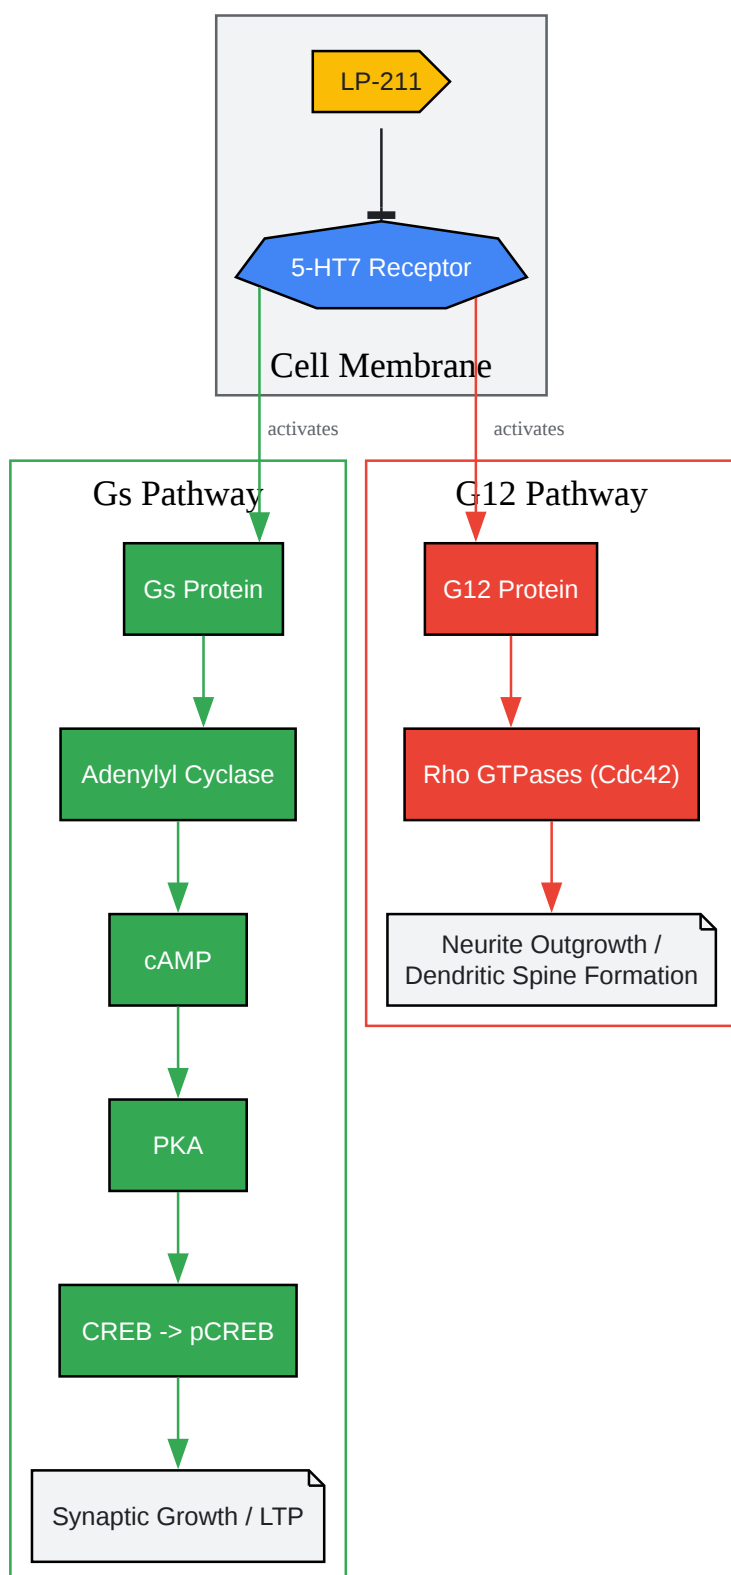 LP-211
5-HT7 Receptor
Cell Membrane
activates
activates
Gs Pathway
G12 Pathway
Gs Protein
G12 Protein
Adenylyl Cyclase
Rho GTPases (Cdc42)
cAMP
Neurite Outgrowth /
Dendritic Spine Formation
PKA
CREB -> pCREB
Synaptic Growth / LTP